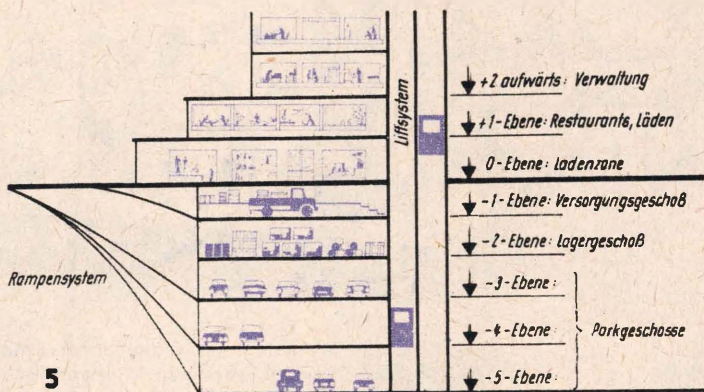 Liftsystem
+2 aufwärts: Verwaltung
+1-Ebene: Restaurants, Läden
0-Ebene: Ladenzone
-1-Ebene: Versorgungsgeschoß
-2-Ebene: Lagergeschoß
-3-Ebene:
-4-Ebene
-5-Ebene:
Parkgeschosse
Rampensystem
5